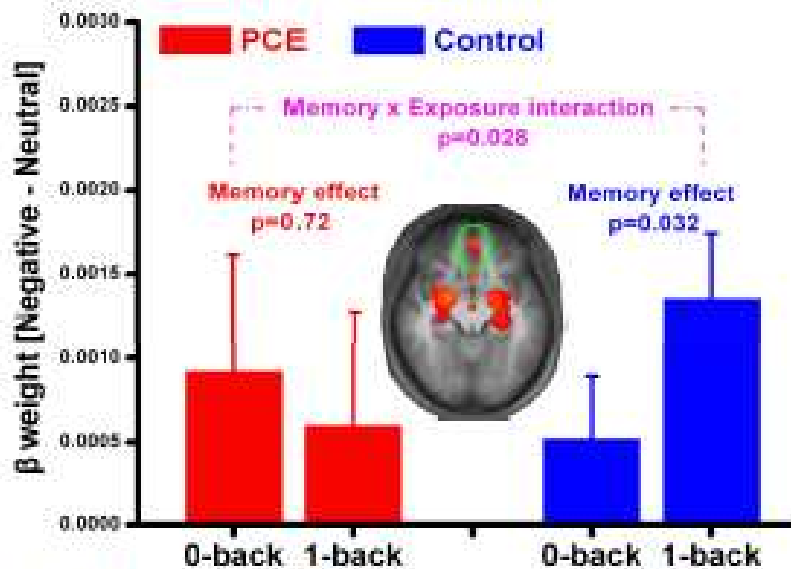 PCE
Control
Memory x Exposure interaction
p=0.028
Memory effect
p=0.72
Memory effect
p=0.032
β weight [Negative - Neutral]
0.0030
0.0025
0.0020
0.0015
0.0010
0.0005
0.0000
0-back
1-back
0-back
1-back